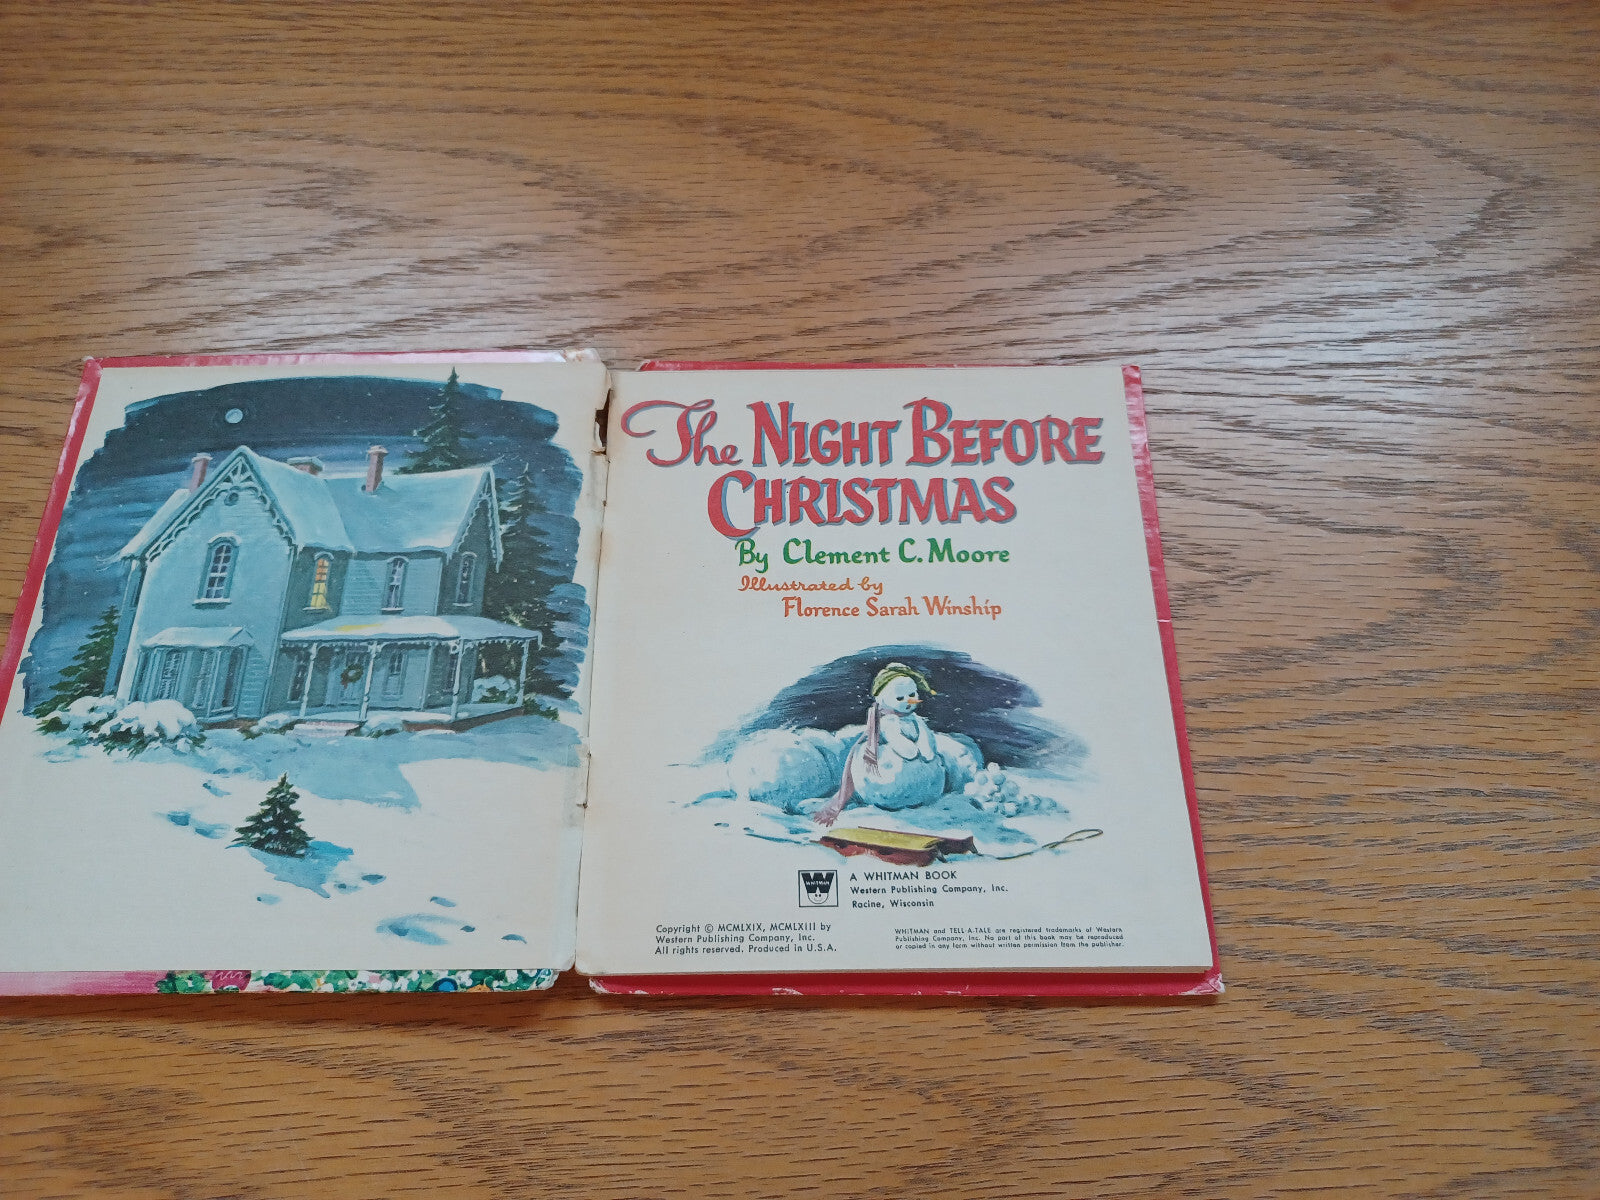 The NIGHT BEFORE
CHRISTMAS
By Clement C. Moore
Illustrated by
Florence Sarah Winship
WHITMAN
A WHITMAN BOOK
Western Publishing Company, Inc.
Racine, Wisconsin
Copyright © MCMLXIX, MCMLXIII by
Western Publishing Company, Inc.
All rights reserved. Produced in U.S.A.
WHITMAN and TELL-A-TALE are registered trademarks of Western
Publishing Company, Inc. No part of this book may be reproduced
or copied in any form without written permission from the publisher.